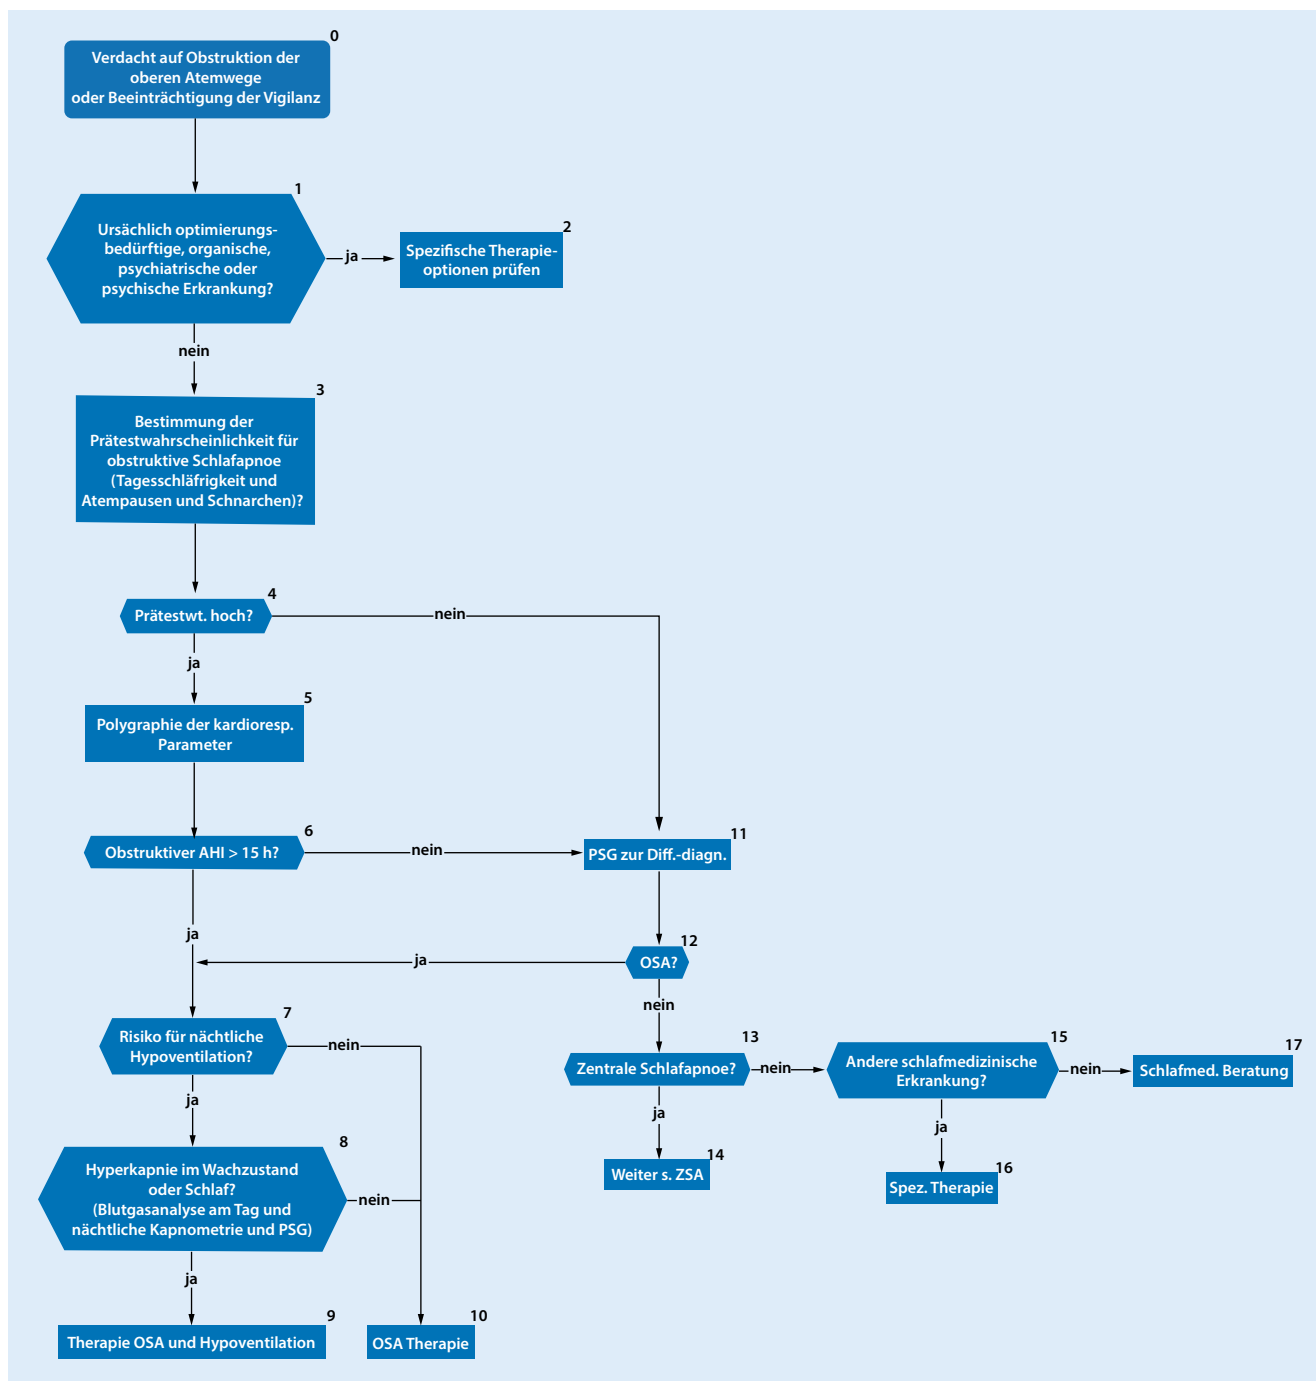 0
Verdacht auf Obstruktion der
oberen Atemwege
oder Beeinträchtigung der Vigilanz
1
Ursächlich optimierungs-
bedürftige, organische,
psychiatrische oder
psychische Erkrankung?
ja
2
Spezifische Therapie-
optionen prüfen
nein
3
Bestimmung der
Prätestwahrscheinlichkeit für
obstruktive Schlafapnoe
(Tagesschläfrigkeit und
Atempausen und Schnarchen)?
4
Prätestwt. hoch?
nein
ja
5
Polygraphie der kardioresp.
Parameter
6
Obstruktiver AHI > 15 h?
nein
11
PSG zur Diff.-diagn.
ja
12
OSA?
ja
nein
7
Risiko für nächtliche
Hypoventilation?
nein
13
Zentrale Schlafapnoe?
nein
15
Andere schlafmedizinische
Erkrankung?
nein
17
Schlafmed. Beratung
ja
ja
ja
8
Hyperkapnie im Wachzustand
oder Schlaf?
(Blutgasanalyse am Tag und
nächtliche Kapnometrie und PSG)
nein
14
Weiter s. ZSA
16
Spez. Therapie
ja
9
Therapie OSA und Hypoventilation
10
OSA Therapie